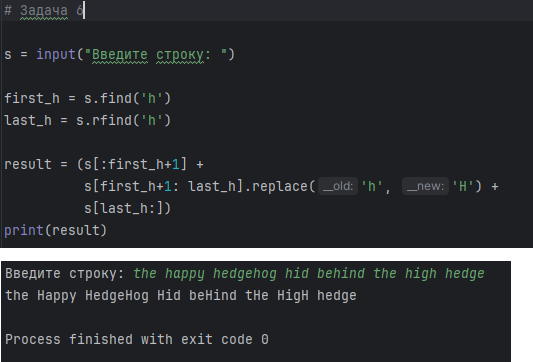 # Задача 6
s = input("Введите строку: ")
first_h = s.find('h')
last_h = s.rfind('h')
result = (s[:first_h+1] +
s[first_h+1: last_h].replace( __old: 'h', __new: 'H') +
s[last_h:])
print(result)
Введите строку: the happy hedgehog hid behind the high hedge
the Happy HedgeHog Hid beHind tHe HigH hedge
Process finished with exit code 0